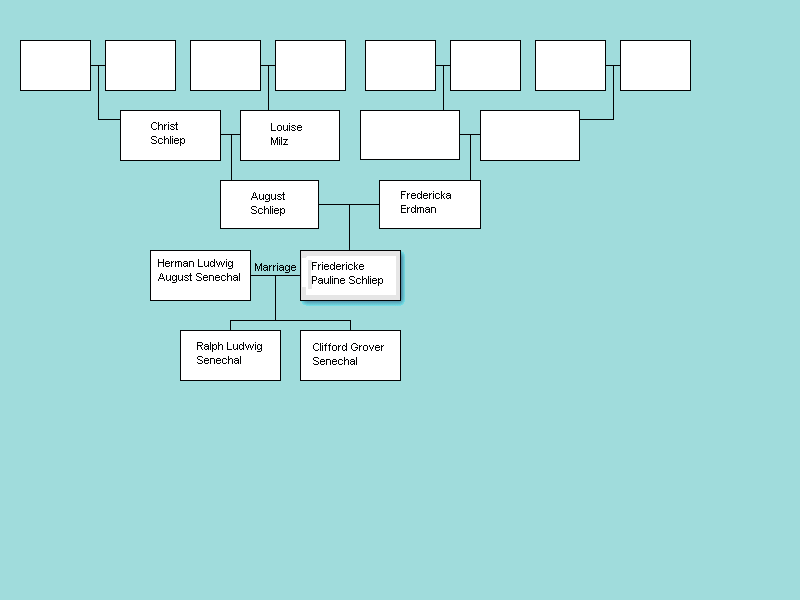 Christ
Schliep
Louise
Milz
August
Schliep
Fredericka
Erdman
Herman Ludwig
August Senechal
Marriage
Friedericke
Pauline Schliep
Ralph Ludwig
Senechal
Clifford Grover
Senechal